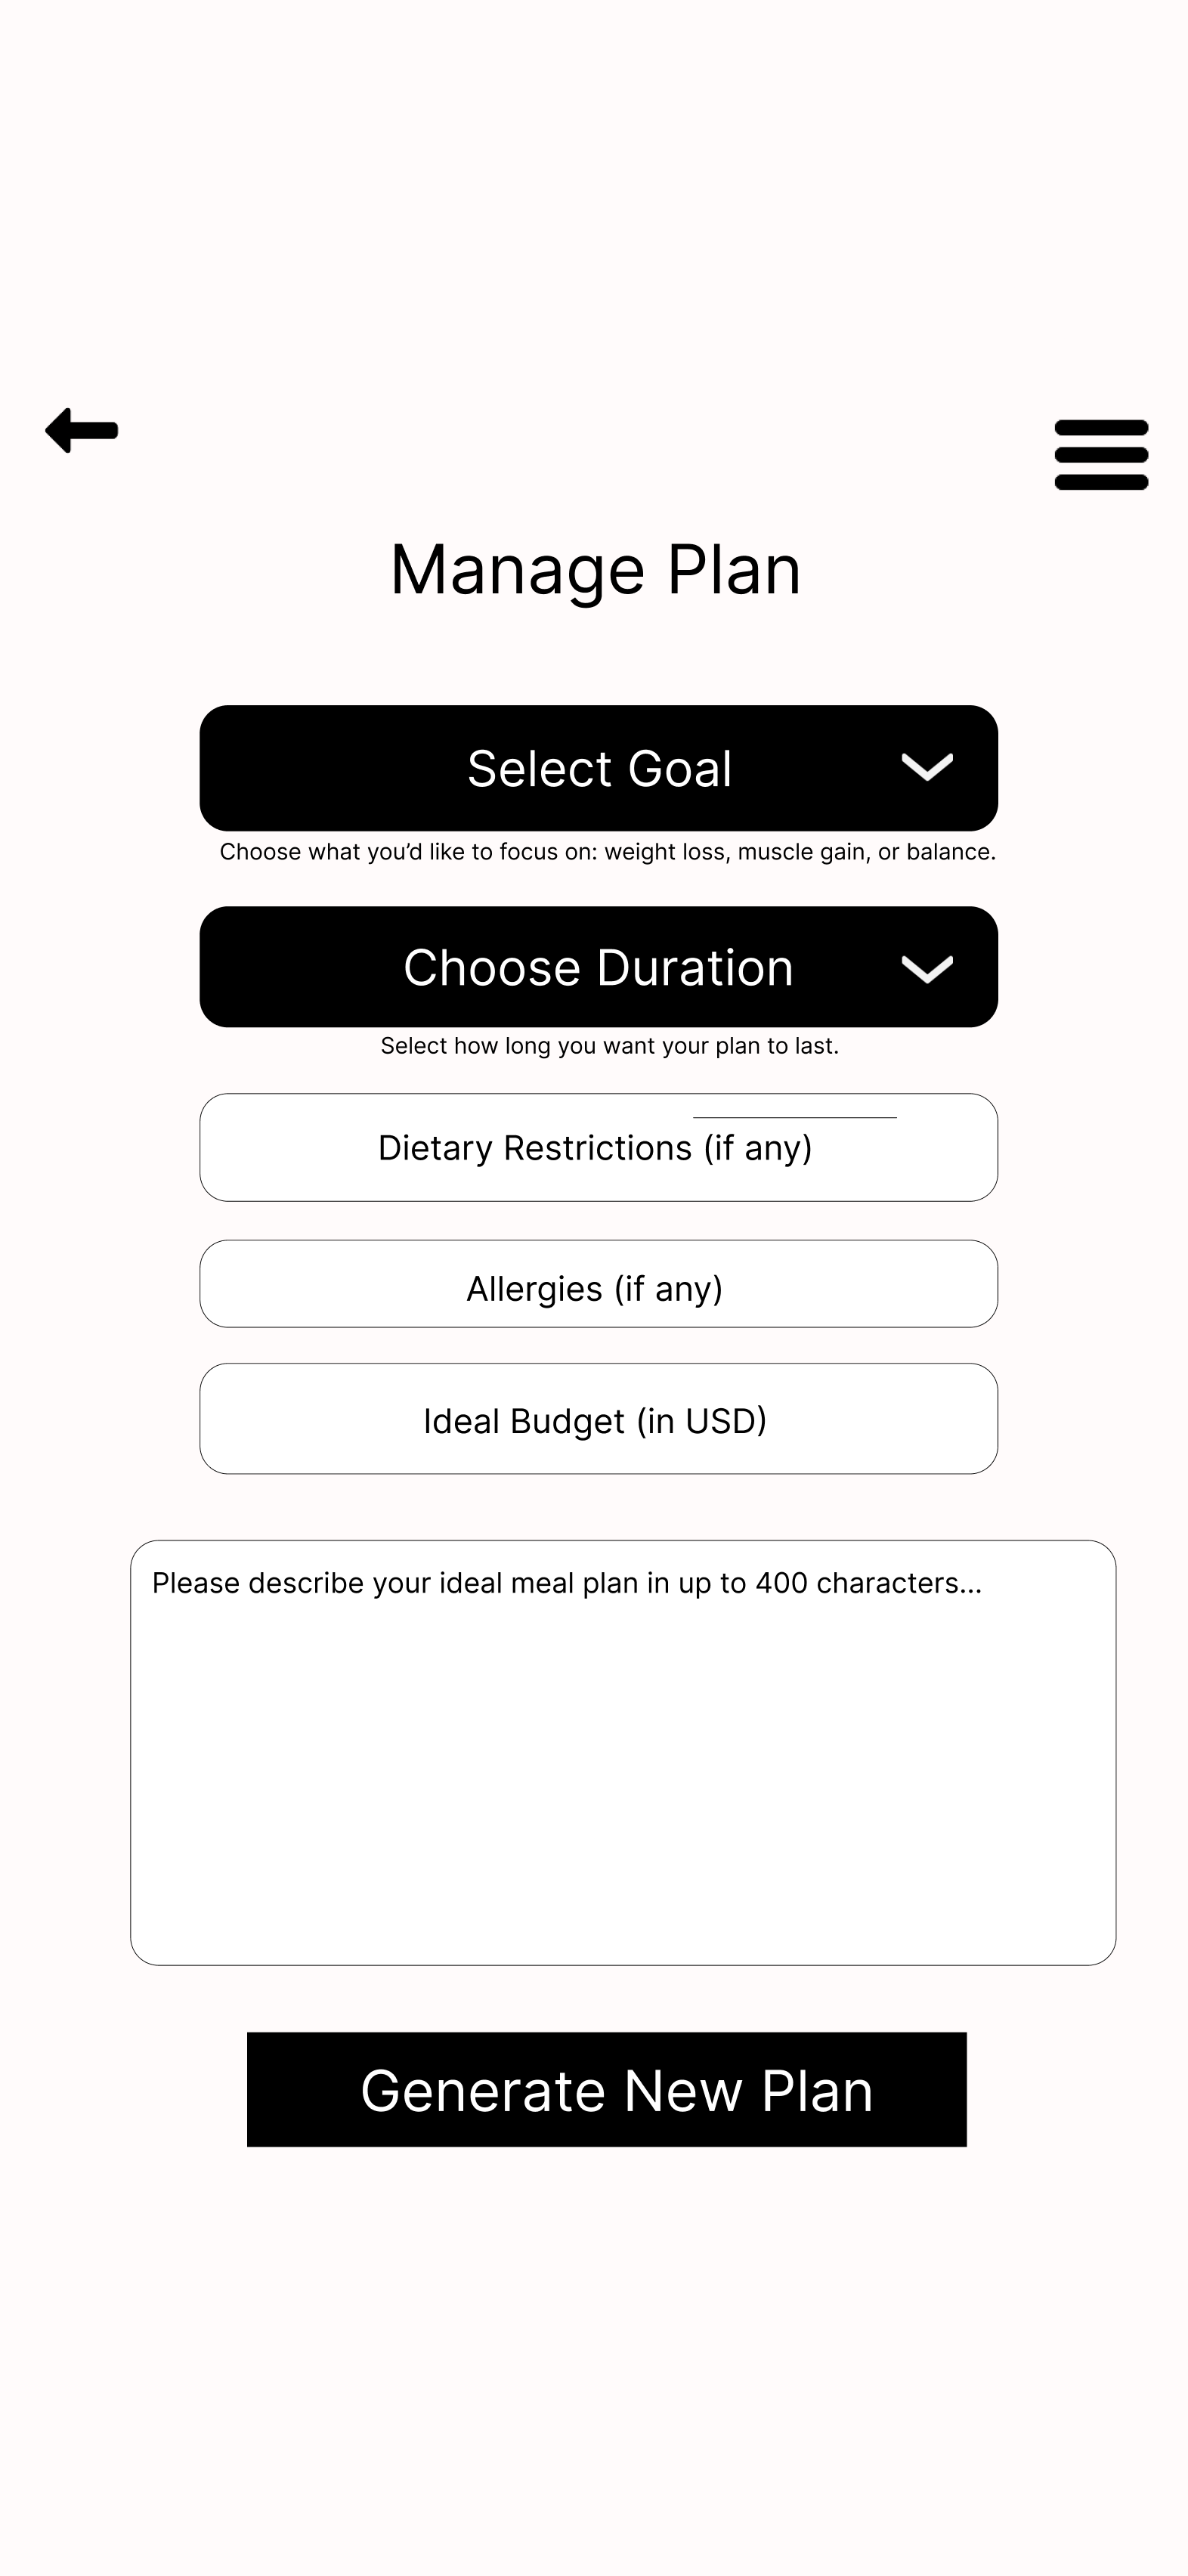 Manage Plan
Select Goal
Choose what you’d like to focus on: weight loss, muscle gain, or balance.
Choose Duration
Select how long you want your plan to last.
Dietary Restrictions (if any)
Allergies (if any)
Ideal Budget (in USD)
Please describe your ideal meal plan in up to 400 characters...
Generate New Plan